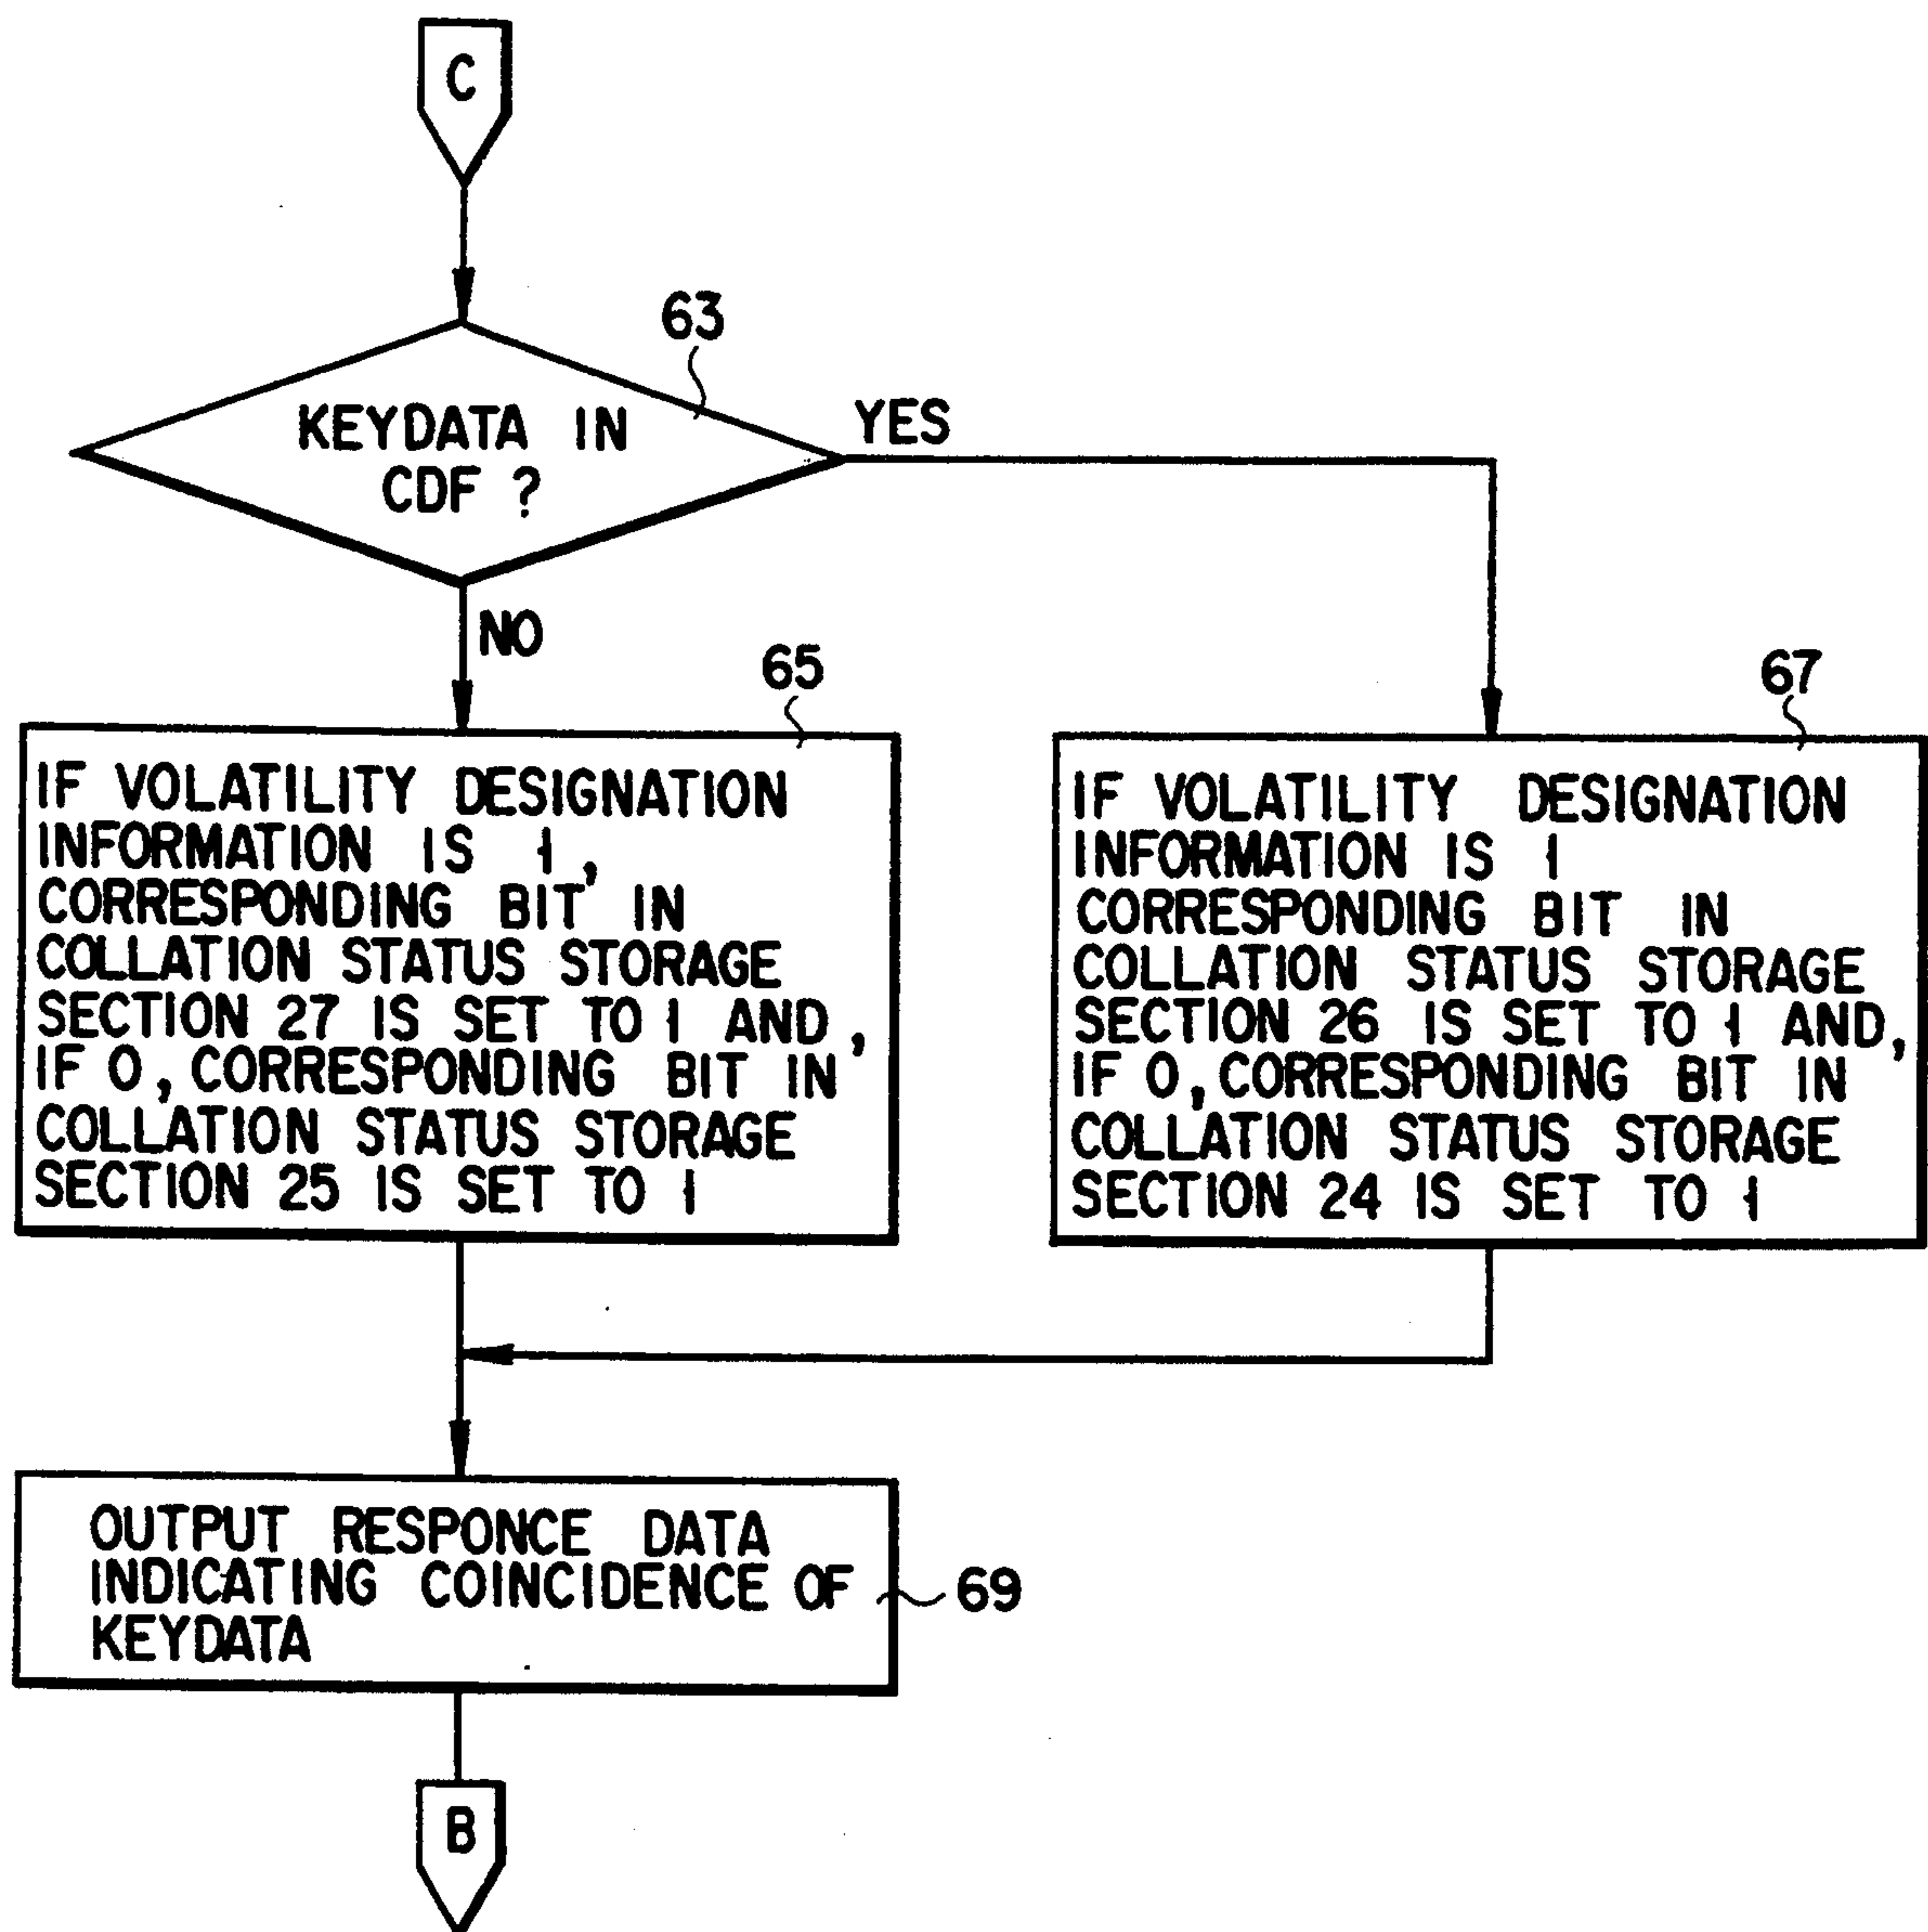 C
63
KEYDATA IN
CDF ?
YES
NO
65
IF VOLATILITY DESIGNATION
INFORMATION IS 1,
CORRESPONDING BIT IN
COLLATION STATUS STORAGE
SECTION 27 IS SET TO 1 AND,
IF 0, CORRESPONDING BIT IN
COLLATION STATUS STORAGE
SECTION 25 IS SET TO 1
67
IF VOLATILITY DESIGNATION
INFORMATION IS 1
CORRESPONDING BIT IN
COLLATION STATUS STORAGE
SECTION 26 IS SET TO 1 AND,
IF 0, CORRESPONDING BIT IN
COLLATION STATUS STORAGE
SECTION 24 IS SET TO 1
OUTPUT RESPONCE DATA
INDICATING COINCIDENCE OF
KEYDATA
69
B